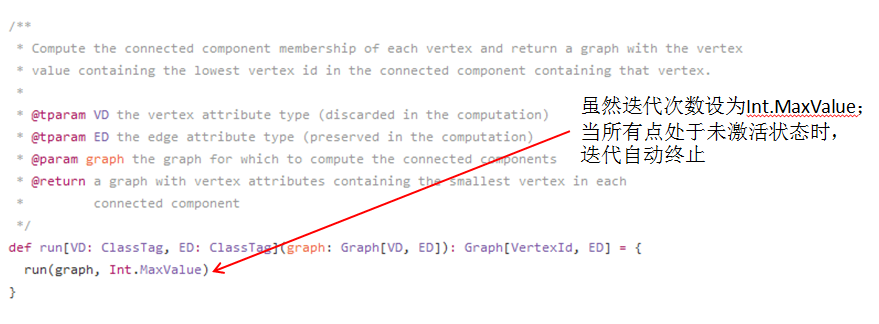 /**
* Compute the connected component membership of each vertex and return a graph with the vertex
* value containing the lowest vertex id in the connected component containing that vertex.
*
* @tparam VD the vertex attribute type (discarded in the computation)
* @tparam ED the edge attribute type (preserved in the computation)
* @param graph the graph for which to compute the connected components
* @return a graph with vertex attributes containing the smallest vertex in each
* connected component
*/
def run[VD: ClassTag, ED: ClassTag](graph: Graph[VD, ED]): Graph[VertexId, ED] = {
run(graph, Int.MaxValue)
}
虽然迭代次数设为Int.MaxValue；
当所有点处于未激活状态时，
迭代自动终止